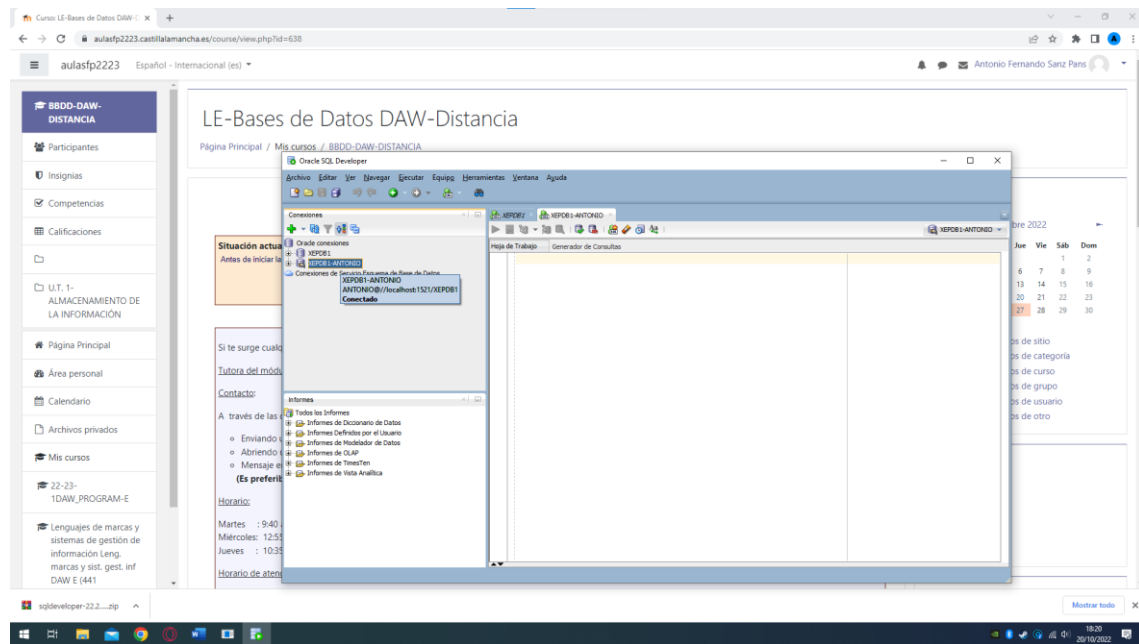 Curso: LE-Bases de Datos DAW-D
aulasfp2223.castillalamancha.es/course/view.php?id=638
aulasfp2223 Español - Internacional (es)
Antonio Fernando Sanz Pans
BBDD-DAW-
DISTANCIA
Participantes
Insignias
Competencias
Calificaciones
U.T. 1-
ALMACENAMIENTO DE
LA INFORMACIÓN
Página Principal
Área personal
Calendario
Archivos privados
Mis cursos
22-23-
1DAW_PROGRAM-E
Lenguajes de marcas y
sistemas de gestión de
información Leng.
marcas y sist. gest. inf
DAW E (441
LE-Bases de Datos DAW-Distancia
Página Principal / Mis cursos / BBDD-DAW-DISTANCIA
Situación actua
Antes de iniciar la
Si te surge cualq
Tutora del módu
Contacto:
A través de las
Enviando
Abriendo
Mensaje e
(Es preferib
Horario:
Martes : 9:40
Miércoles: 12:55
Jueves : 10:35
Horario de aten
Oracle SQL Developer
Archivo Editar Ver Navegar Ejecutar Equipo Herramientas Ventana Ayuda
Conexiones
Oracle conexiones
XEPDB1
XEPDB1-ANTONIO
Conexiones de Servicio Esquema de Base de Datos
XEPDB1-ANTONIO
ANTONIO@//localhost:1521/XEPDB1
Conectado
Informes
Todos los Informes
Informes de Diccionario de Datos
Informes Definidos por el Usuario
Informes de Modelador de Datos
Informes de OLAP
Informes de TimesTen
Informes de Vista Analítica
XEPDB1 XEPDB1-ANTONIO
XEPDB1-ANTONIO
Hoja de Trabajo Generador de Consultas
bre 2022
Jue Vie Sáb Dom
1 2
6 7 8 9
13 14 15 16
20 21 22 23
27 28 29 30
os de sitio
os de categoría
os de curso
os de grupo
os de usuario
os de otro
sqldeveloper-22.2....zip
Mostrar todo
18:20
20/10/2022